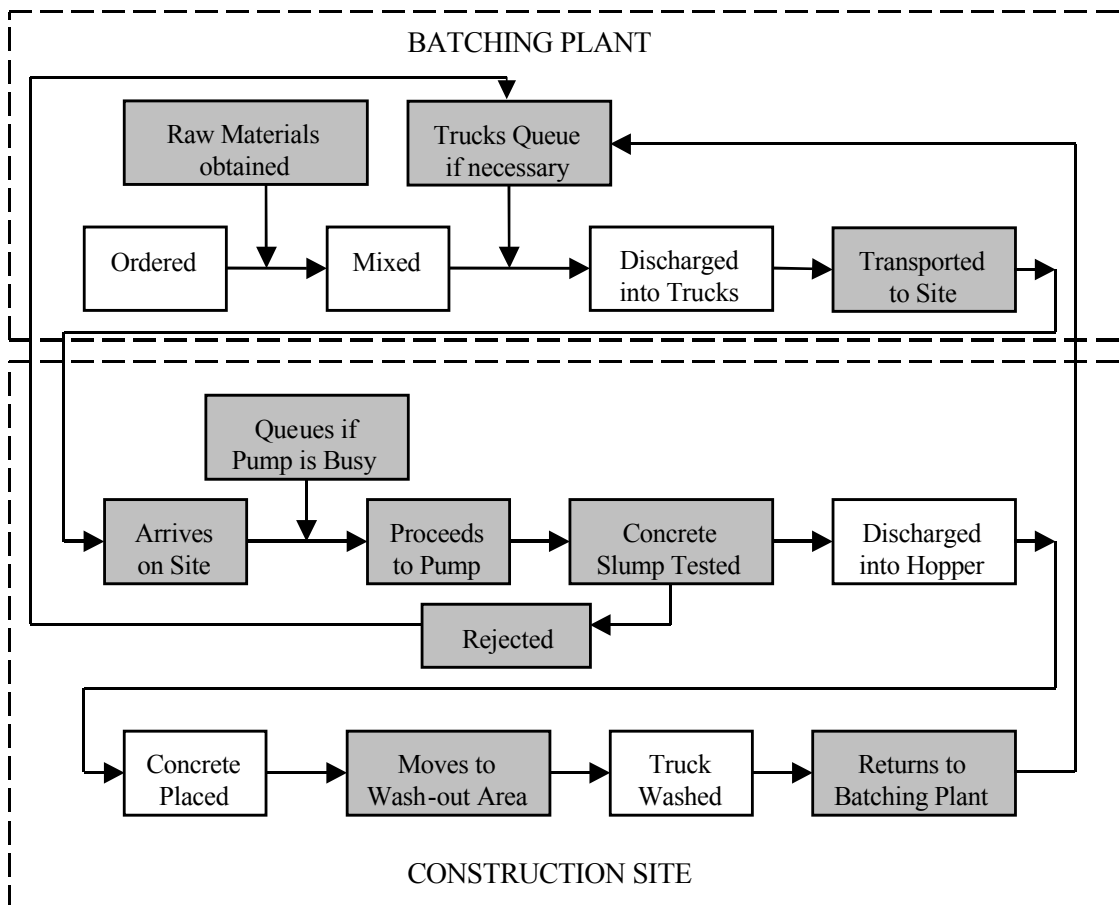 BATCHING PLANT
Raw Materials
obtained
Trucks Queue
if necessary
Ordered
Mixed
Discharged
into Trucks
Transported
to Site
Queues if
Pump is Busy
Arrives
on Site
Proceeds
to Pump
Concrete
Slump Tested
Discharged
into Hopper
Rejected
Concrete
Placed
Moves to
Wash-out Area
Truck
Washed
Returns to
Batching Plant
CONSTRUCTION SITE